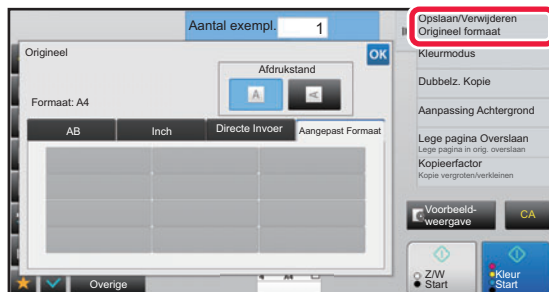 Aantal exempl. 1
Opslaan/Verwijderen
Origineel formaat
Origineel
OK
Kleurmodus
Afdrukstand
A A
Dubbelz. Kopie
Formaat: A4
Aanpassing Achtergrond
AB Inch Directe Invoer Aangepast Formaat
Lege pagina Overslaan
Lege pagina in orig. overslaan
Kopieerfactor
Kopie vergroten/verkleinen
Voorbeeld-
weergave
CA
Z/W
Start
Kleur
Start
Overige
A4